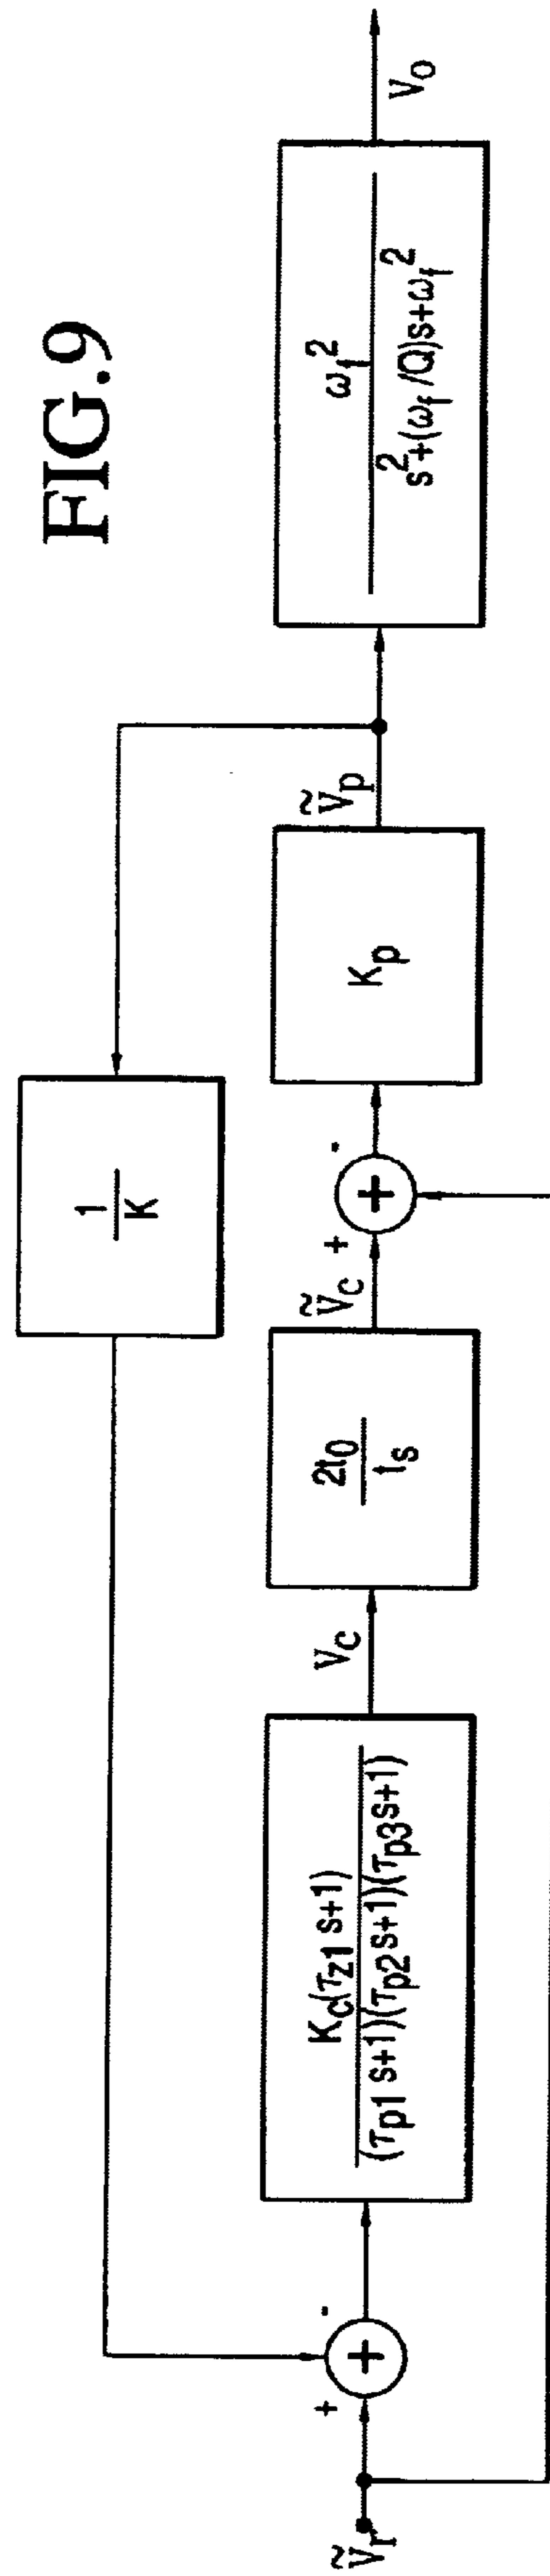 FIG.9
Ṽr
+
-
+
Kc(τz1 s+1)
(τp1 s+1)(τp2 s+1)(τp3 s+1)
Vc
2t0
ts
Ṽc
+
-
+
Kp
Ṽp
1
K
ωf²
s²+(ωf /Q)s+ωf²
Vo